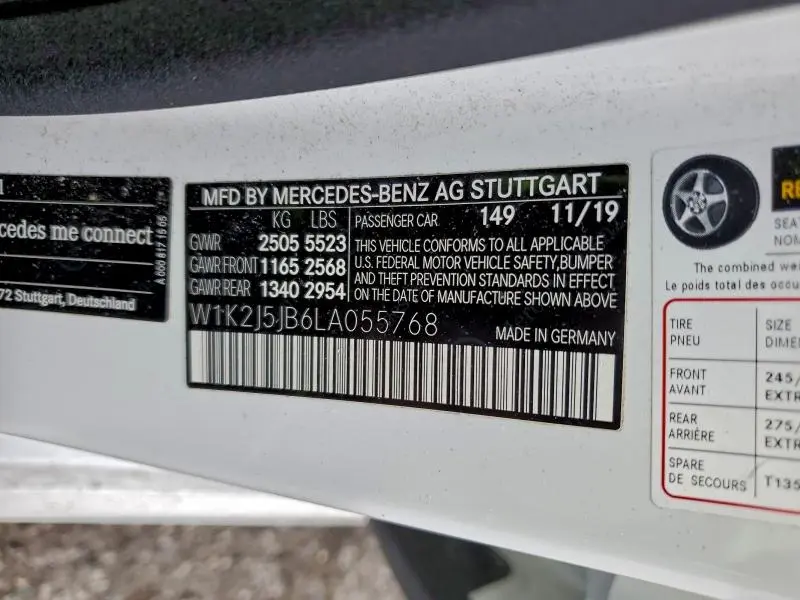 cedes me connect
A 000 817 15 05
72 Stuttgart, Deutschland
MFD BY MERCEDES-BENZ AG STUTTGART
KG LBS PASSENGER CAR 149 11/19
GVWR 2505 5523
GAWR FRONT 1165 2568
GAWR REAR 1340 2954
THIS VEHICLE CONFORMS TO ALL APPLICABLE
U.S. FEDERAL MOTOR VEHICLE SAFETY,BUMPER
AND THEFT PREVENTION STANDARDS IN EFFECT
ON THE DATE OF MANUFACTURE SHOWN ABOVE
W1K2J5JB6LA055768
MADE IN GERMANY
The combined wei
Le poids total des occu
TIRE SIZE
PNEU DIMEN
FRONT 245/
AVANT EXTR
REAR 275/
ARRIÈRE EXTR
SPARE
DE SECOURS T135